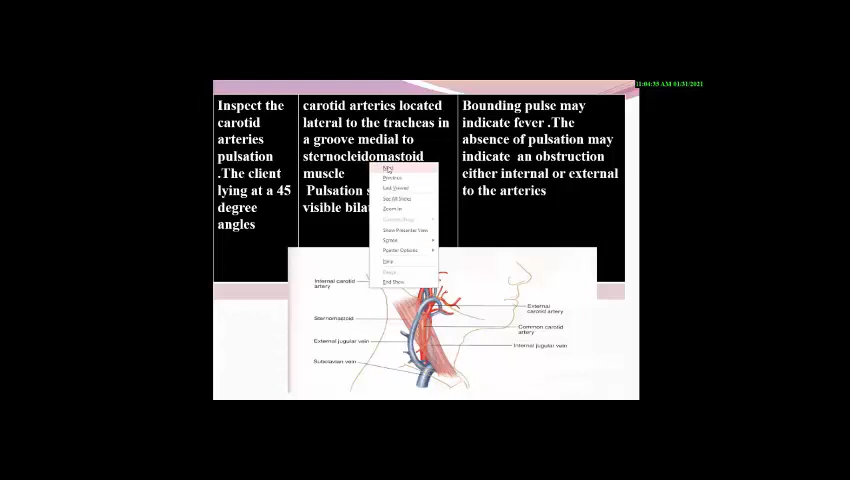 11:04:35 AM 01/31/2021
Inspect the
carotid
arteries
pulsation
.The client
lying at a 45
degree
angles
carotid arteries located
lateral to the tracheas in
a groove medial to
sternocleidomastoid
muscle
Pulsation s
visible bilat
Bounding pulse may
indicate fever .The
absence of pulsation may
indicate an obstruction
either internal or external
to the arteries
Next
Previous
Last Viewed
See All Slides
Zoom In
Show Presenter View
Screen
Pointer Options
Help
Pause
End Show
Internal carotid
artery
Sternomastoid
External jugular vein
Subclavian vein
External
carotid artery
Common carotid
artery
Internal jugular vein